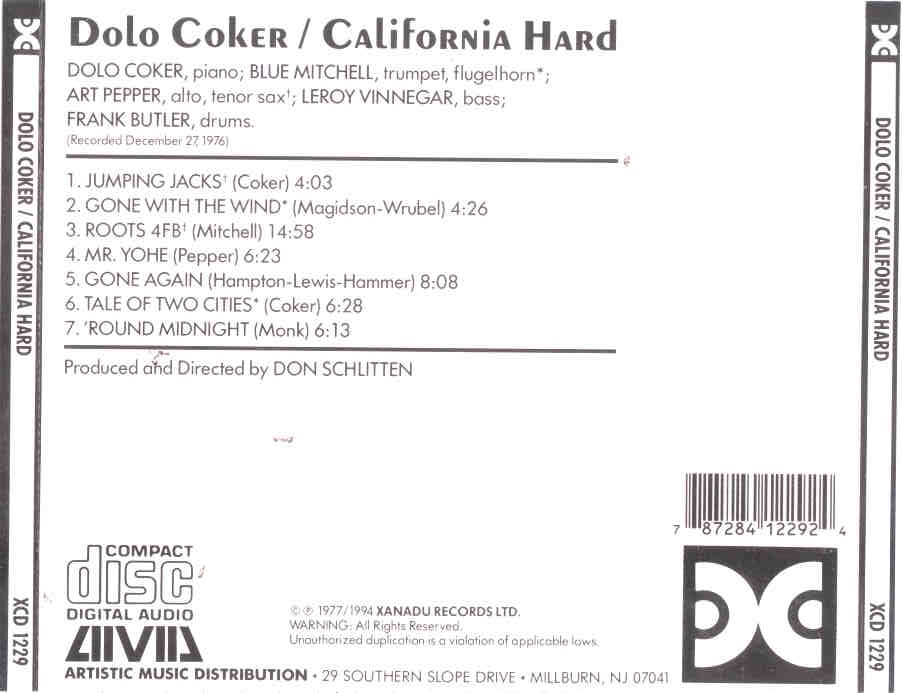 DOLO COKER / CALIFORNIA HARD
XCD 1229
Dolo Coker / California Hard
DOLO COKER, piano; BLUE MITCHELL, trumpet, flugelhorn*;
ART PEPPER, alto, tenor sax†; LEROY VINNEGAR, bass;
FRANK BUTLER, drums.
(Recorded December 27, 1976)
1. JUMPING JACKS† (Coker) 4:03
2. GONE WITH THE WIND* (Magidson-Wrubel) 4:26
3. ROOTS 4FB† (Mitchell) 14:58
4. MR. YOHE (Pepper) 6:23
5. GONE AGAIN (Hampton-Lewis-Hammer) 8:08
6. TALE OF TWO CITIES* (Coker) 6:28
7. 'ROUND MIDNIGHT (Monk) 6:13
Produced and Directed by DON SCHLITTEN
7 87284 12292 4
COMPACT
disc
DIGITAL AUDIO
© ℗ 1977/1994 XANADU RECORDS LTD.
WARNING: All Rights Reserved.
Unauthorized duplication is a violation of applicable laws.
ARTISTIC MUSIC DISTRIBUTION • 29 SOUTHERN SLOPE DRIVE • MILLBURN, NJ 07041
DOLO COKER / CALIFORNIA HARD
XCD 1229